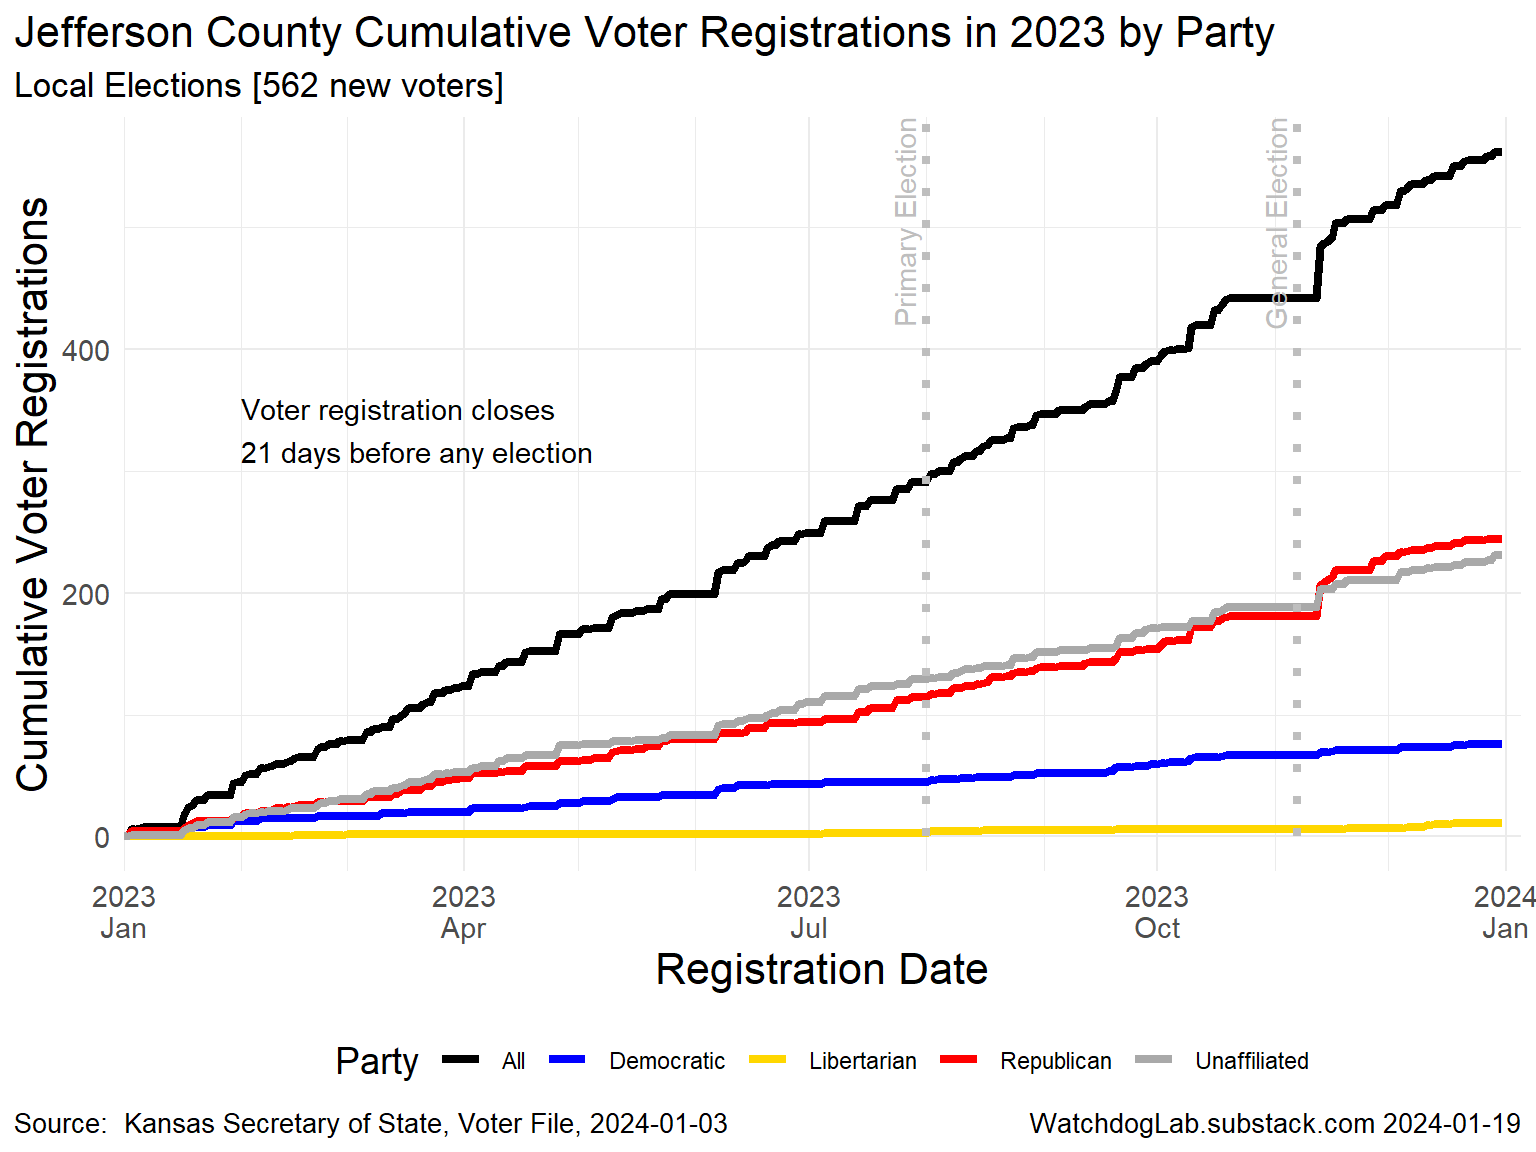 Jefferson County Cumulative Voter Registrations in 2023 by Party
Local Elections [562 new voters]
Cumulative Voter Registrations
400
200
0
Primary Election
General Election
Voter registration closes
21 days before any election
2023
Jan
2023
Apr
2023
Jul
2023
Oct
2024
Jan
Registration Date
Party
All
Democratic
Libertarian
Republican
Unaffiliated
Source:  Kansas Secretary of State, Voter File, 2024-01-03
WatchdogLab.substack.com 2024-01-19